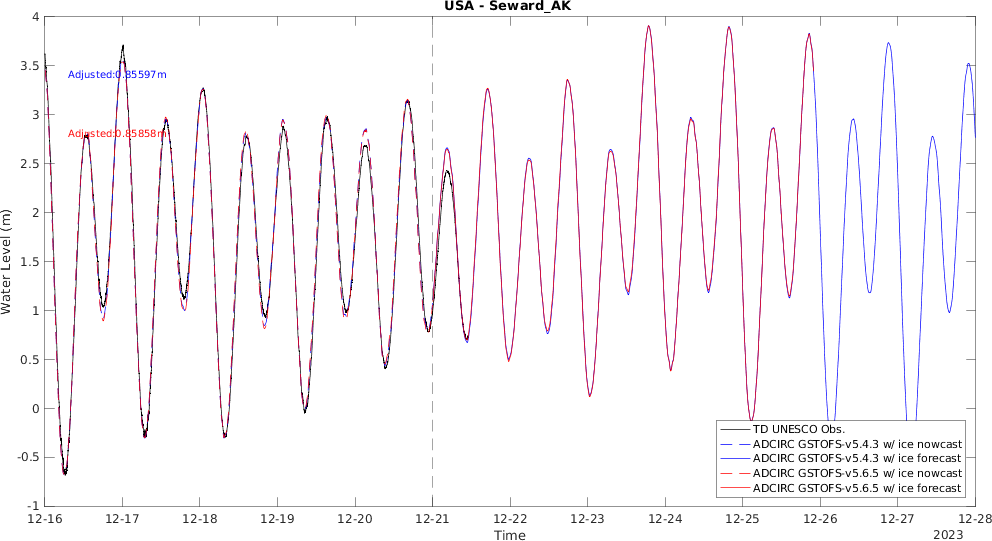 USA - Seward_AK
4
3.5
3
2.5
2
1.5
1
0.5
0
-0.5
-1
Water Level (m)
Adjusted:0.85597m
Adjusted:0.85858m
TD UNESCO Obs.
ADCIRC GSTOFS-v5.4.3 w/ ice nowcast
ADCIRC GSTOFS-v5.4.3 w/ ice forecast
ADCIRC GSTOFS-v5.6.5 w/ ice nowcast
ADCIRC GSTOFS-v5.6.5 w/ ice forecast
12-16 12-17 12-18 12-19 12-20 12-21 12-22 12-23 12-24 12-25 12-26 12-27 12-28
Time
2023